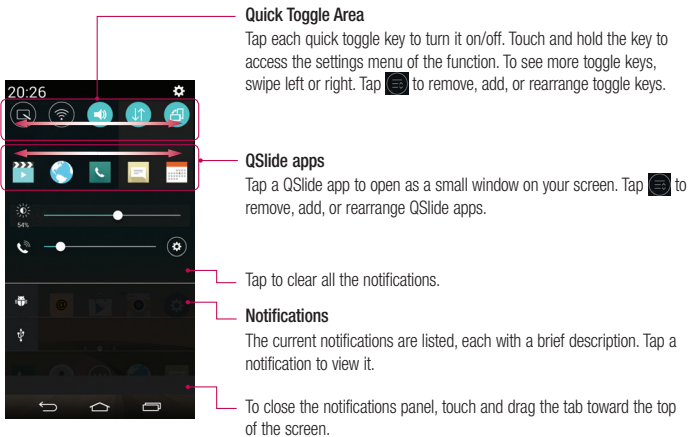 Quick Toggle Area
Tap each quick toggle key to turn it on/off. Touch and hold the key to
access the settings menu of the function. To see more toggle keys,
swipe left or right. Tap to remove, add, or rearrange toggle keys.
20:26
QSlide apps
Tap a QSlide app to open as a small window on your screen. Tap to
remove, add, or rearrange QSlide apps.
54%
Tap to clear all the notifications.
Notifications
The current notifications are listed, each with a brief description. Tap a
notification to view it.
To close the notifications panel, touch and drag the tab toward the top
of the screen.